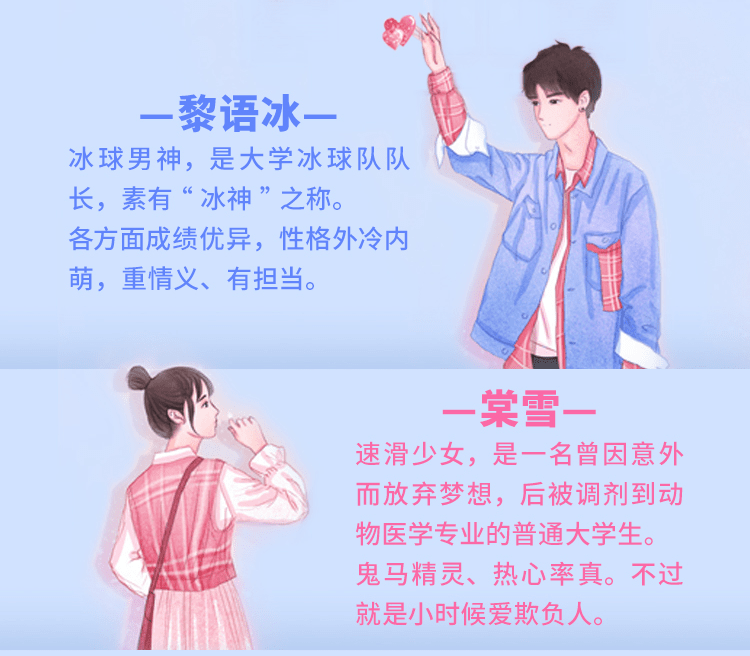 —黎语冰—
冰球男神，是大学冰球队队
长，素有“冰神”之称。
各方面成绩优异，性格外冷内
萌，重情义、有担当。
—棠雪—
速滑少女，是一名曾因意外
而放弃梦想，后被调剂到动
物医学专业的普通大学生。
鬼马精灵、热心率真。不过
就是小时候爱欺负人。